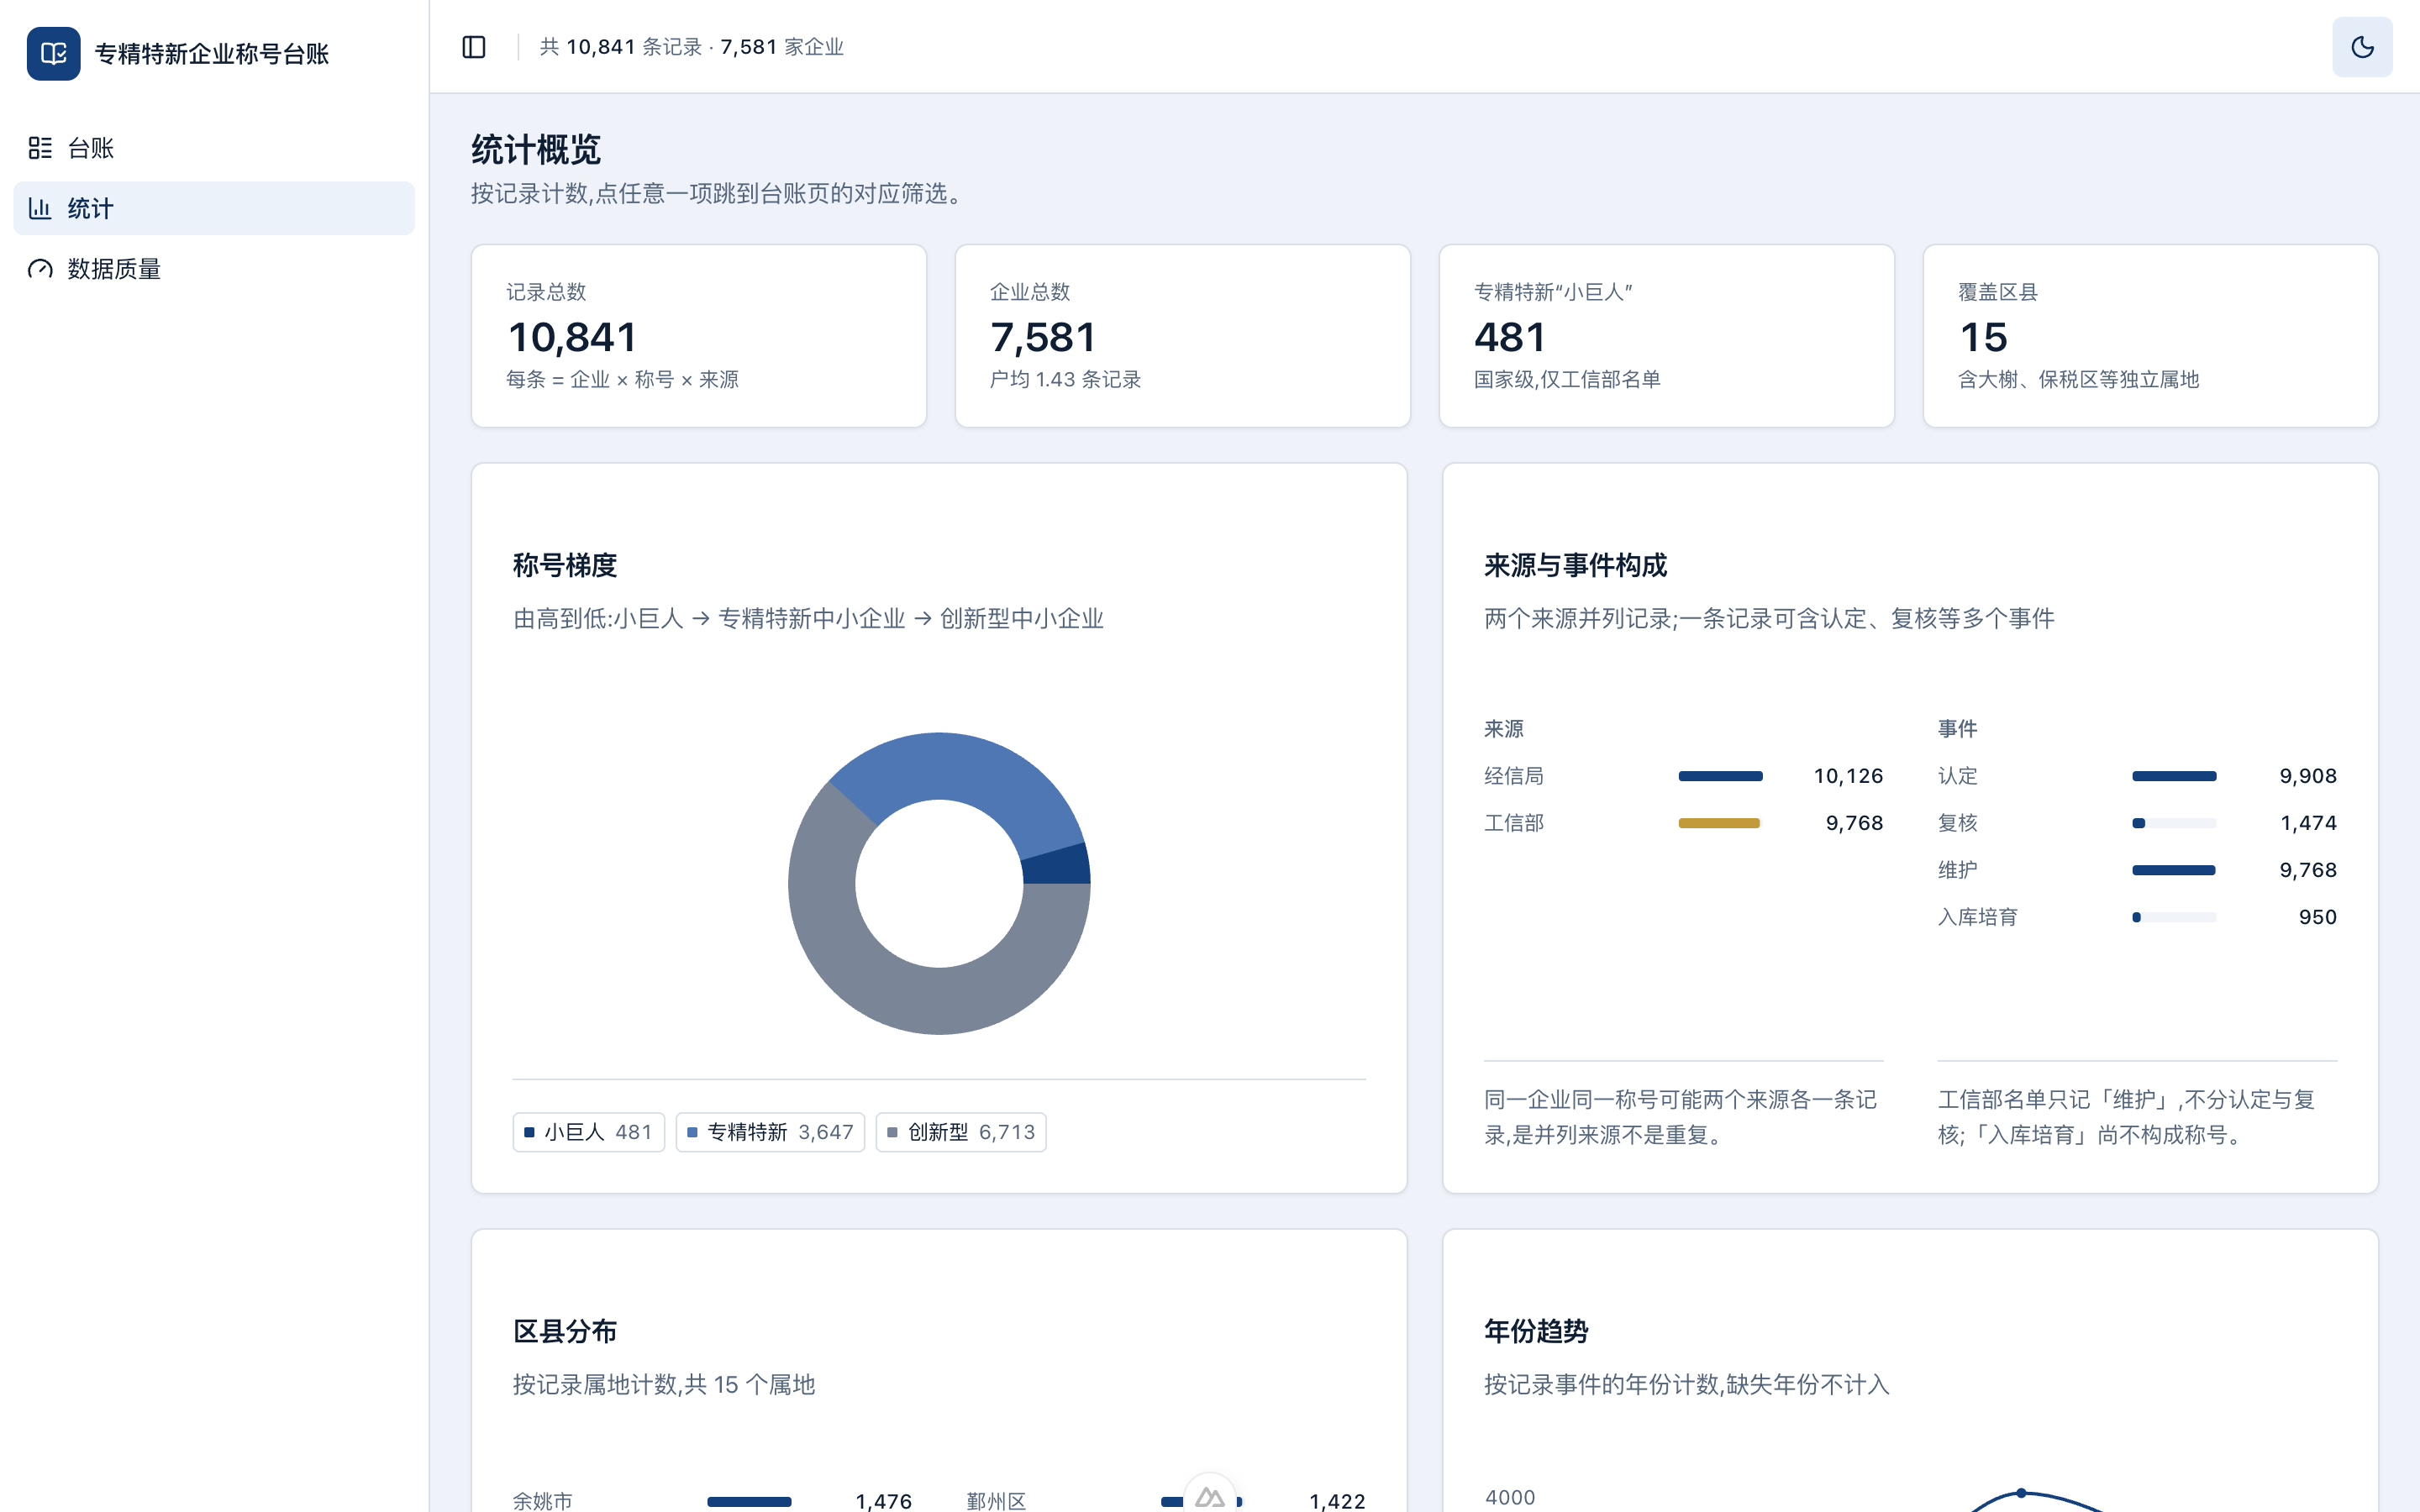 专精特新企业称号台账
台账
统计
数据质量
共 10,841 条记录 · 7,581 家企业
统计概览
按记录计数,点任意一项跳到台账页的对应筛选。
记录总数
10,841
每条 = 企业 × 称号 × 来源
企业总数
7,581
户均 1.43 条记录
专精特新“小巨人”
481
国家级,仅工信部名单
覆盖区县
15
含大榭、保税区等独立属地
称号梯度
由高到低:小巨人 → 专精特新中小企业 → 创新型中小企业
小巨人 481
专精特新 3,647
创新型 6,713
来源与事件构成
两个来源并列记录;一条记录可含认定、复核等多个事件
来源
经信局 10,126
工信部 9,768
同一企业同一称号可能两个来源各一条记
录,是并列来源不是重复。
事件
认定 9,908
复核 1,474
维护 9,768
入库培育 950
工信部名单只记「维护」,不分认定与复
核;「入库培育」尚不构成称号。
区县分布
按记录属地计数,共 15 个属地
余姚市 1,476
鄞州区 1,422
年份趋势
按记录事件的年份计数,缺失年份不计入
4000